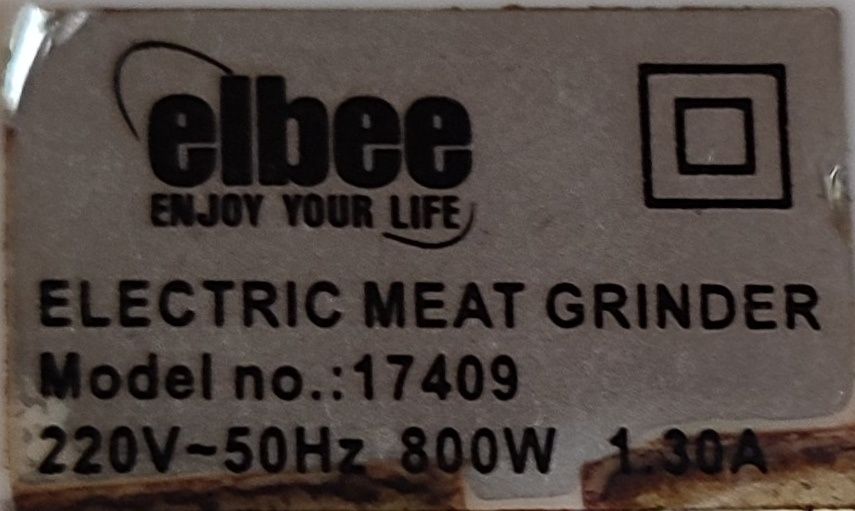 elbee
ENJOY YOUR LIFE
ELECTRIC MEAT GRINDER
Model no.:17409
220V~50Hz 800W 1.30A